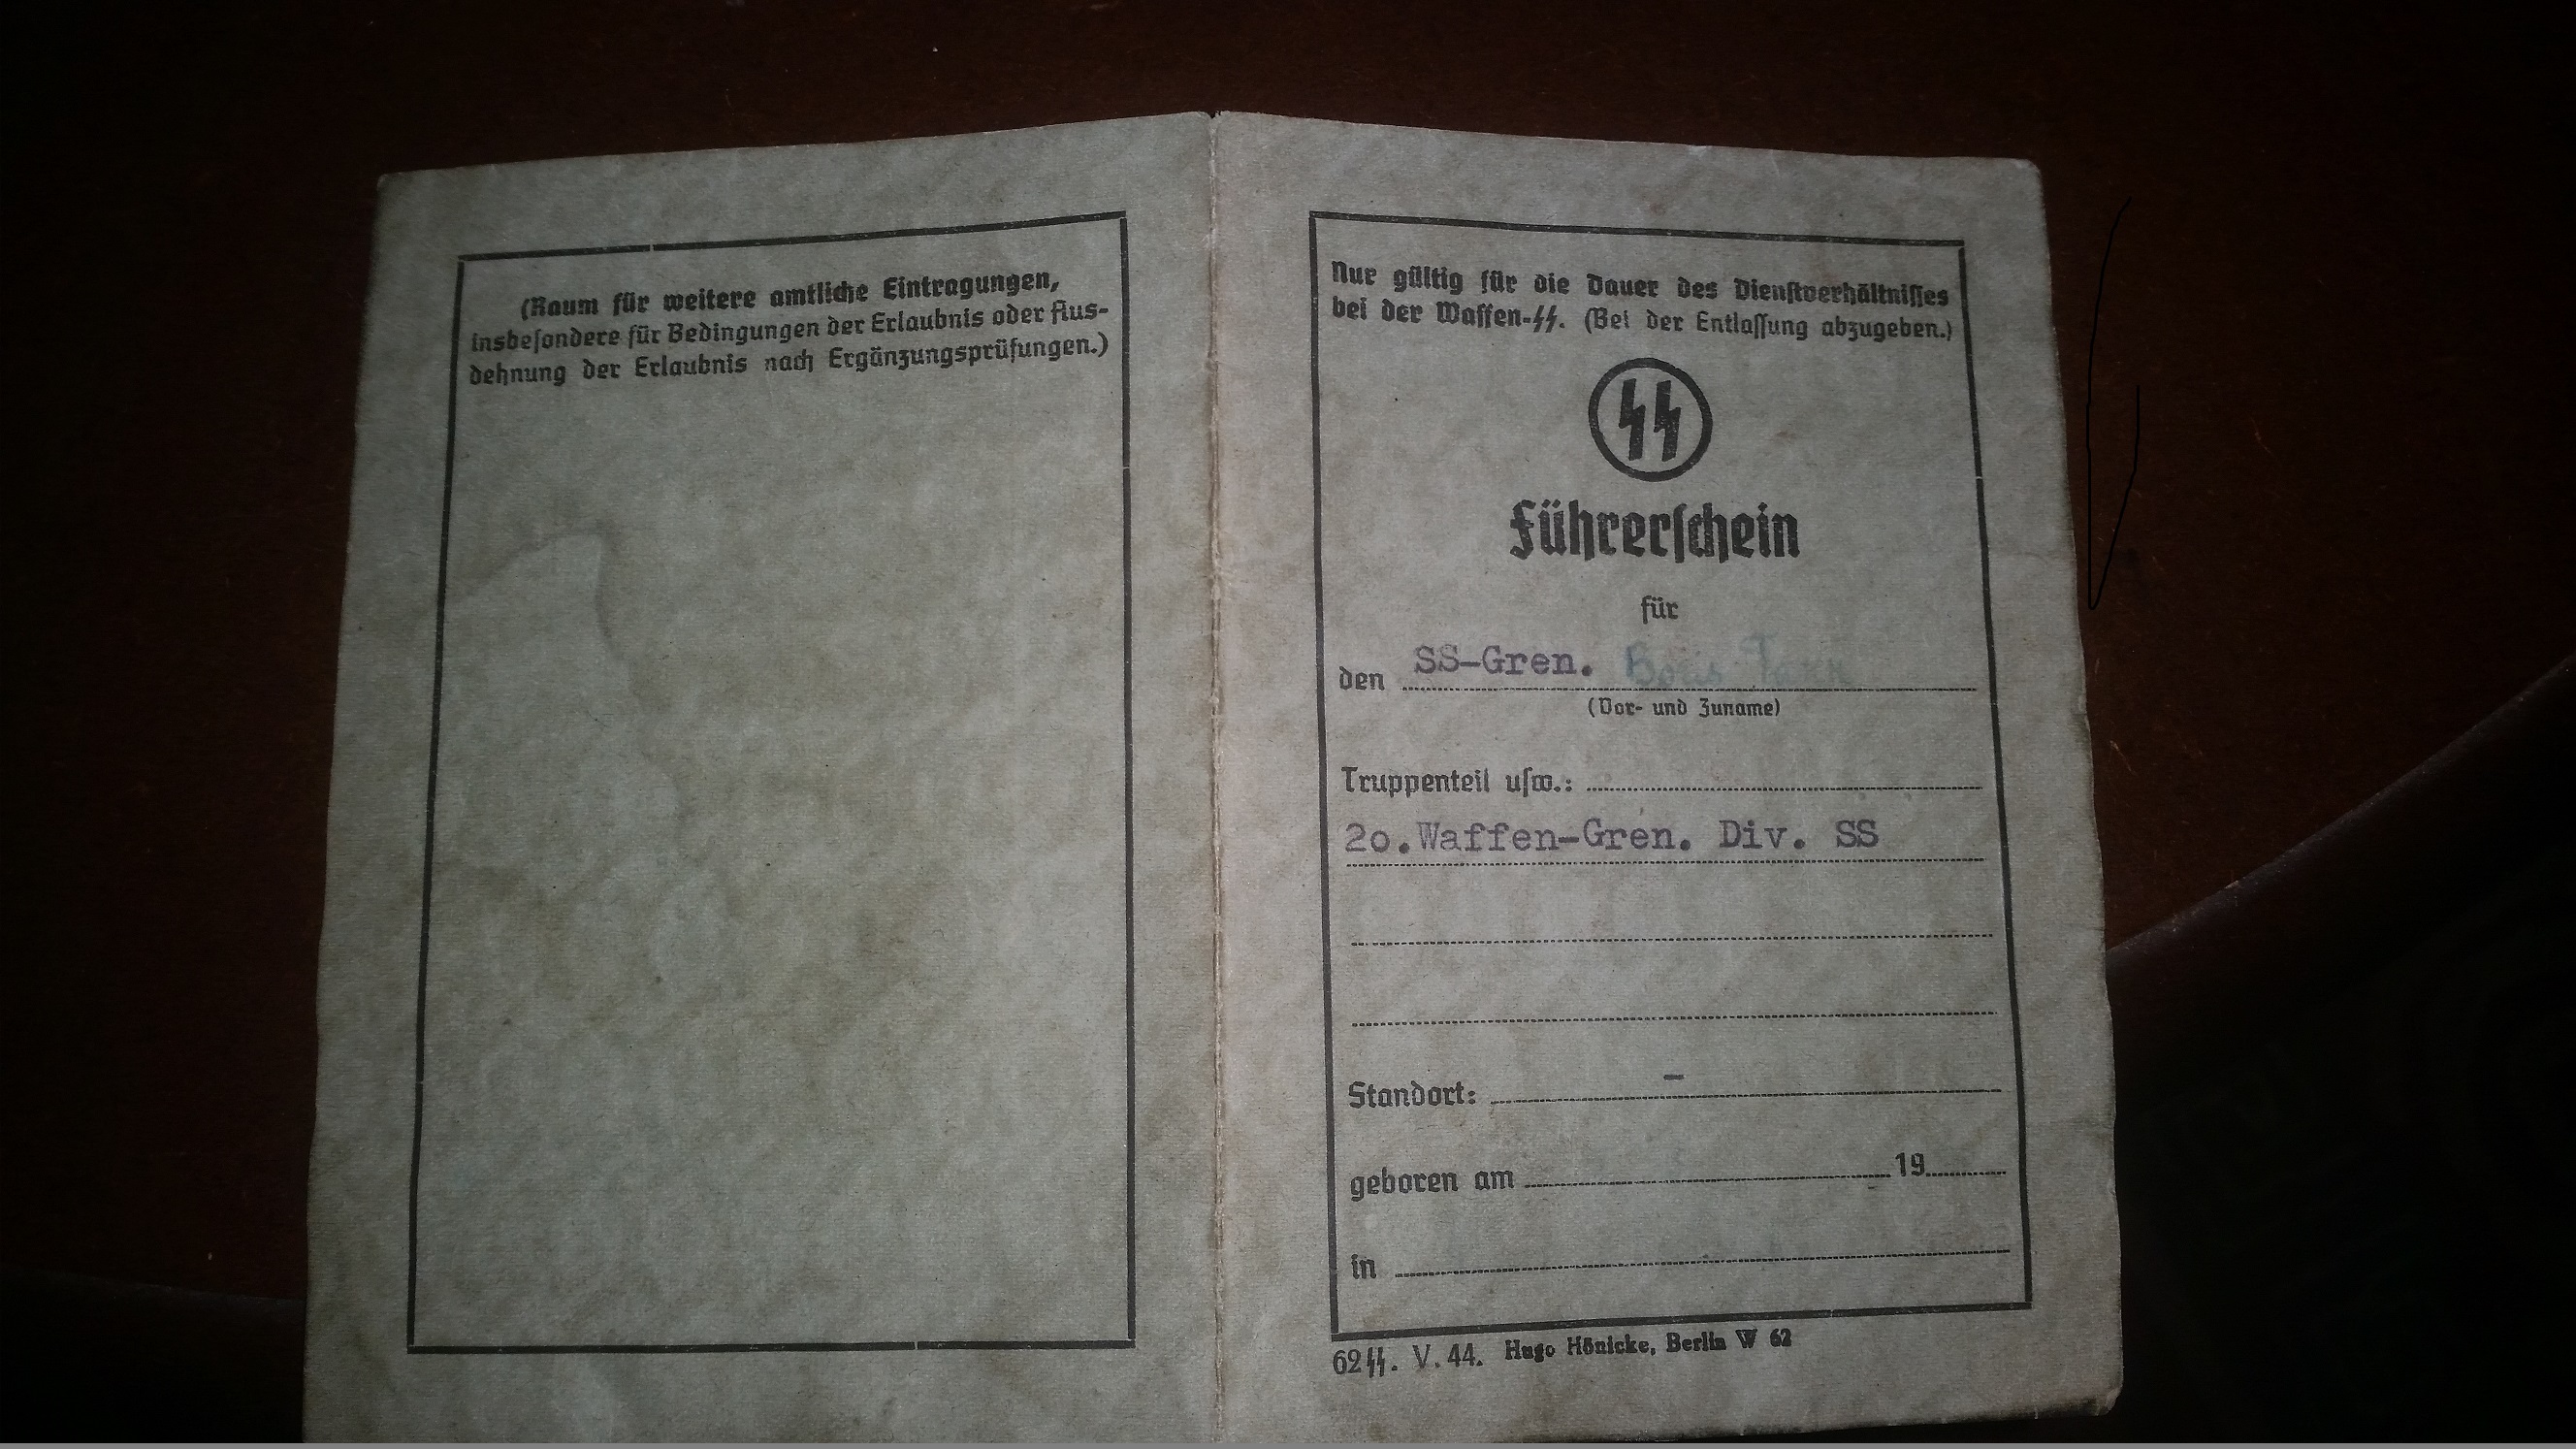 (Raum für weitere amtliche Eintragungen,
insbesondere für Bedingungen der Erlaubnis oder Aus-
dehnung der Erlaubnis nach Ergänzungsprüfungen.)
Nur gültig für die Dauer des Dienstverhältnisses
bei der Waffen-SS. (Bei der Entlassung abzugeben.)
SS
Führerschein
für
den SS-Gren. Boris
(Vor- und Zuname)
Truppenteil usw.:
20.Waffen-Gren. Div. SS
Standort: –
geboren am 19
in
62 SS. V. 44. Hugo Hönicke, Berlin W 62